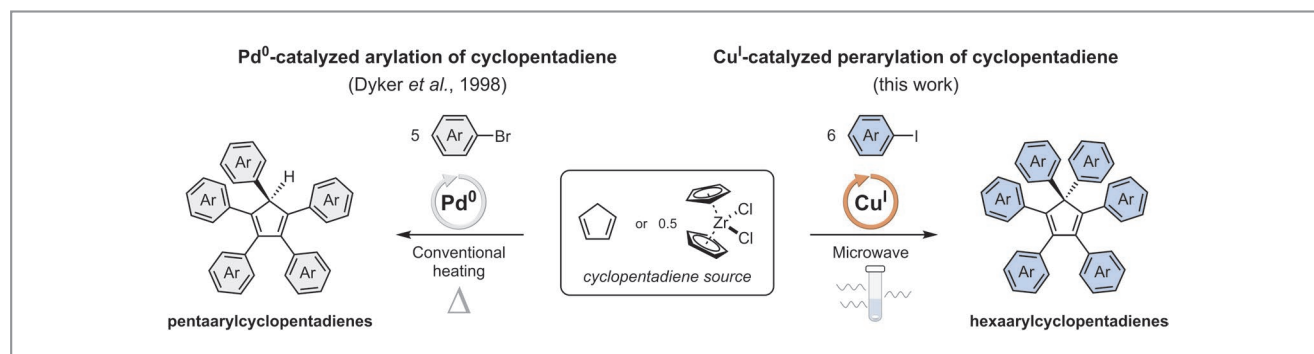 Pd⁰-catalyzed arylation of cyclopentadiene
(Dyker et al., 1998)
5 Ar Br
Ar H
Ar Ar
Ar Ar
Pd⁰
Conventional
heating
Δ
pentaarylcyclopentadienes
or 0.5 Zr Cl
Cl
cyclopentadiene source
Cuᴵ-catalyzed perarylation of cyclopentadiene
(this work)
6 Ar I
Cuᴵ
Microwave
Ar Ar
Ar Ar
Ar Ar
hexaarylcyclopentadienes